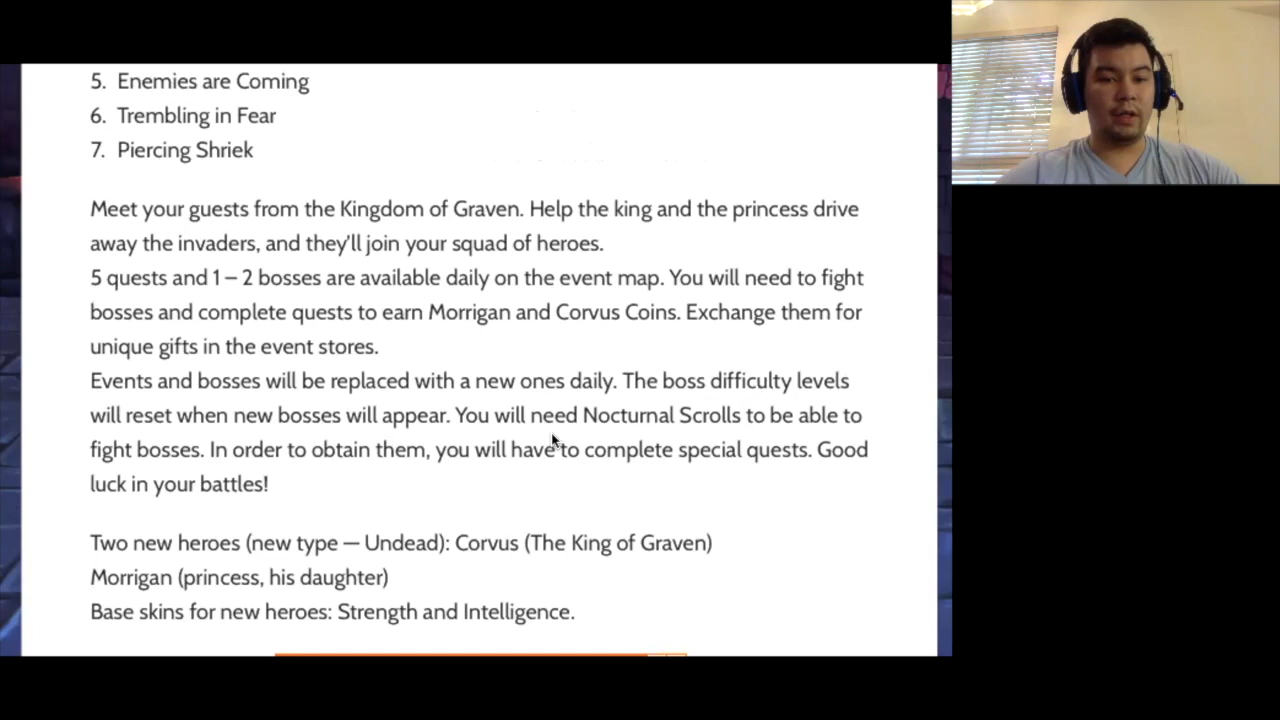 5. Enemies are Coming
6. Trembling in Fear
7. Piercing Shriek
Meet your guests from the Kingdom of Graven. Help the king and the princess drive
away the invaders, and they'll join your squad of heroes.
5 quests and 1 – 2 bosses are available daily on the event map. You will need to fight
bosses and complete quests to earn Morrigan and Corvus Coins. Exchange them for
unique gifts in the event stores.
Events and bosses will be replaced with a new ones daily. The boss difficulty levels
will reset when new bosses will appear. You will need Nocturnal Scrolls to be able to
fight bosses. In order to obtain them, you will have to complete special quests. Good
luck in your battles!
Two new heroes (new type — Undead): Corvus (The King of Graven)
Morrigan (princess, his daughter)
Base skins for new heroes: Strength and Intelligence.